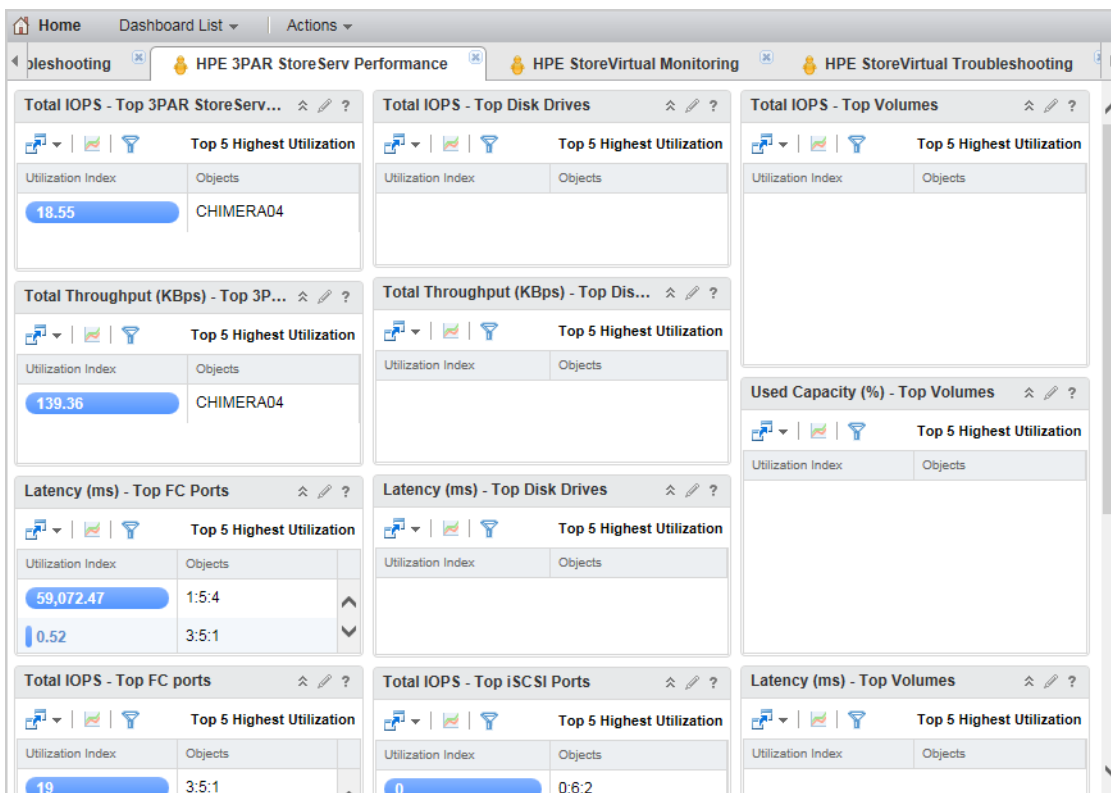 Home Dashboard List Actions
bleshooting HPE 3PAR StoreServ Performance HPE StoreVirtual Monitoring HPE StoreVirtual Troubleshooting
Total IOPS - Top 3PAR StoreServ... ?
Top 5 Highest Utilization
Utilization Index Objects
18.55 CHIMERA04
Total Throughput (KBps) - Top 3P... ?
Top 5 Highest Utilization
Utilization Index Objects
139.36 CHIMERA04
Latency (ms) - Top FC Ports ?
Top 5 Highest Utilization
Utilization Index Objects
59,072.47 1:5:4
0.52 3:5:1
Total IOPS - Top FC ports ?
Top 5 Highest Utilization
Utilization Index Objects
19 3:5:1
Total IOPS - Top Disk Drives ?
Top 5 Highest Utilization
Utilization Index Objects
Total Throughput (KBps) - Top Dis... ?
Top 5 Highest Utilization
Utilization Index Objects
Latency (ms) - Top Disk Drives ?
Top 5 Highest Utilization
Utilization Index Objects
Total IOPS - Top iSCSI Ports ?
Top 5 Highest Utilization
Utilization Index Objects
0 0:6:2
Total IOPS - Top Volumes ?
Top 5 Highest Utilization
Utilization Index Objects
Used Capacity (%) - Top Volumes ?
Top 5 Highest Utilization
Utilization Index Objects
Latency (ms) - Top Volumes ?
Top 5 Highest Utilization
Utilization Index Objects